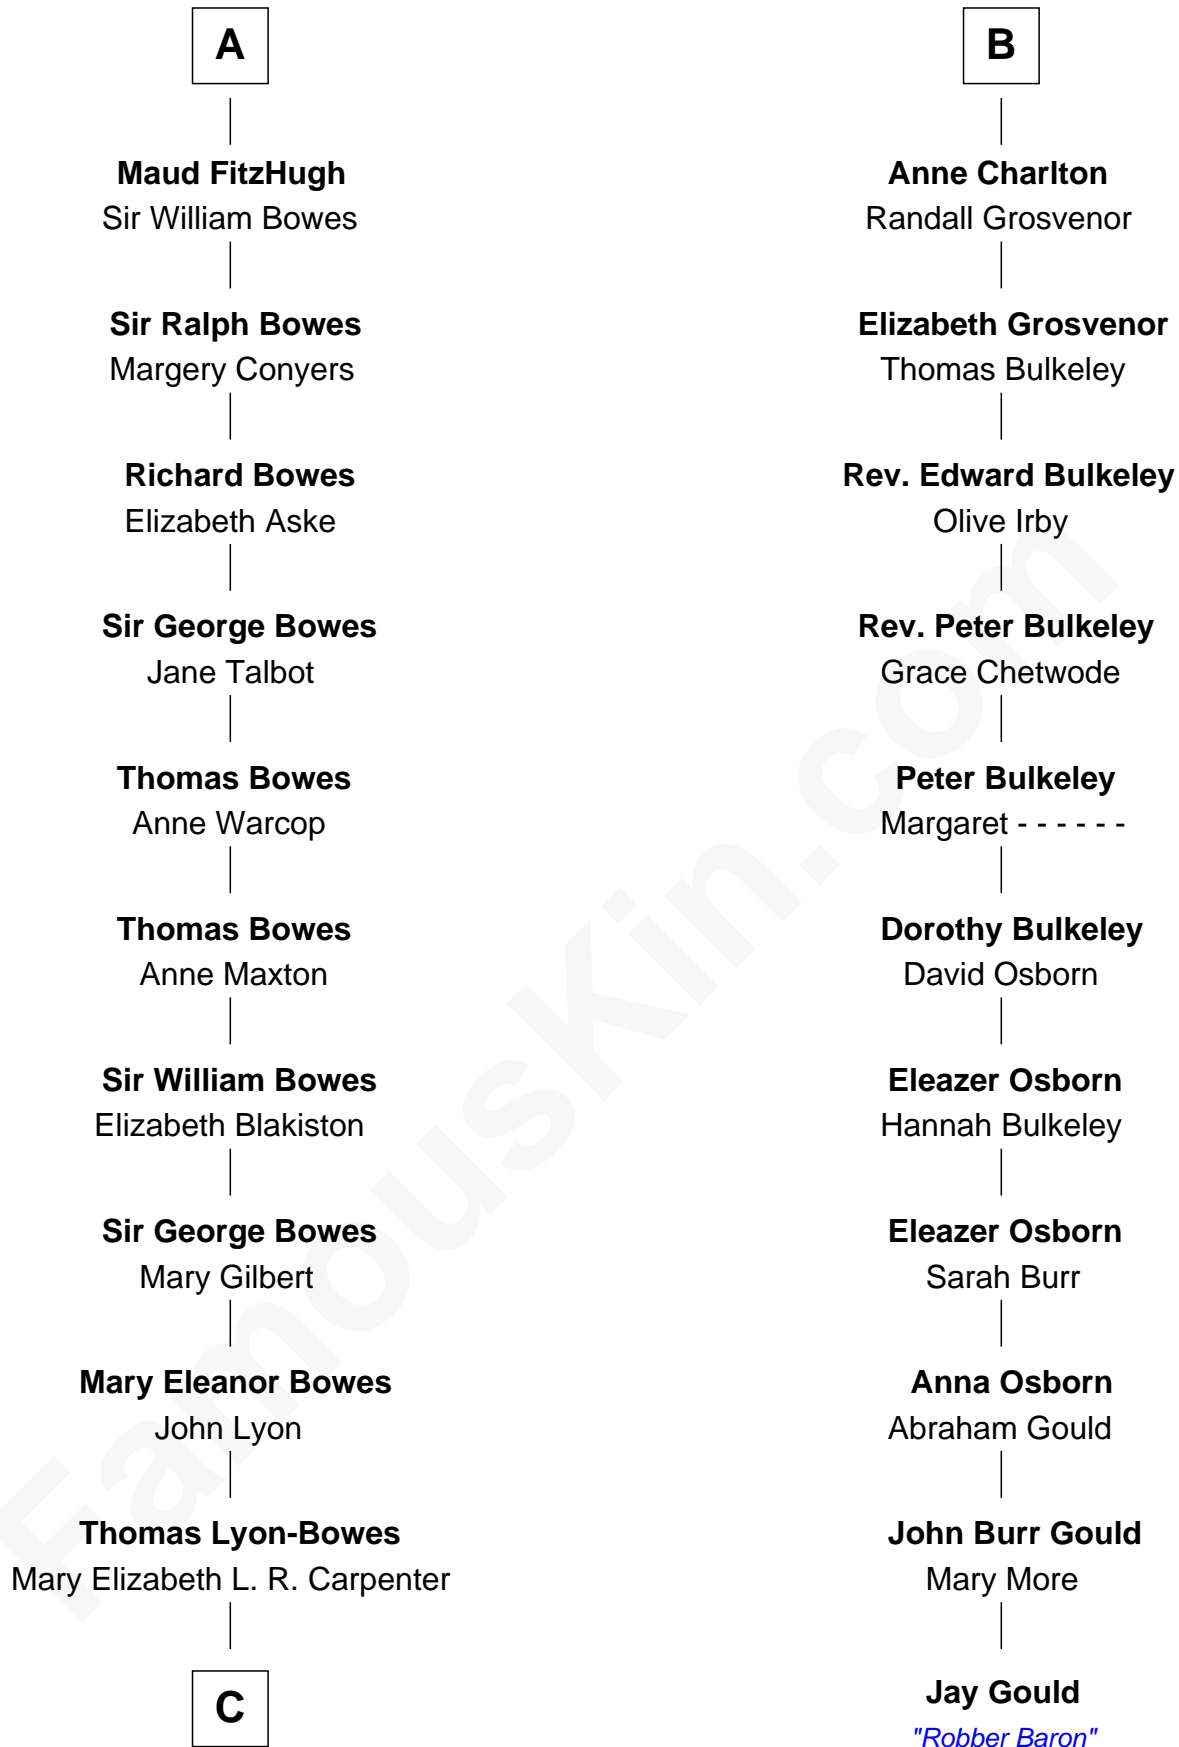 A
Maud FitzHugh
Sir William Bowes
Sir Ralph Bowes
Margery Conyers
Richard Bowes
Elizabeth Aske
Sir George Bowes
Jane Talbot
Thomas Bowes
Anne Warcop
Thomas Bowes
Anne Maxton
Sir William Bowes
Elizabeth Blakiston
Sir George Bowes
Mary Gilbert
Mary Eleanor Bowes
John Lyon
Thomas Lyon-Bowes
Mary Elizabeth L. R. Carpenter
C
B
Anne Charlton
Randall Grosvenor
Elizabeth Grosvenor
Thomas Bulkeley
Rev. Edward Bulkeley
Olive Irby
Rev. Peter Bulkeley
Grace Chetwode
Peter Bulkeley
Margaret - - - - - -
Dorothy Bulkeley
David Osborn
Eleazer Osborn
Hannah Bulkeley
Eleazer Osborn
Sarah Burr
Anna Osborn
Abraham Gould
John Burr Gould
Mary More
Jay Gould
"Robber Baron"
FamousKin.com